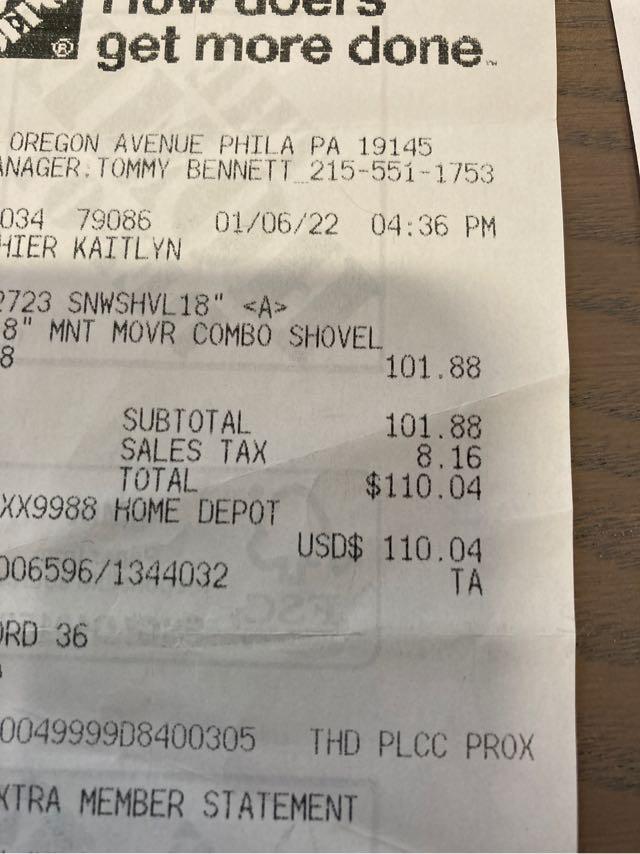 get more done™
OREGON AVENUE PHILA PA 19145
ANAGER:TOMMY BENNETT 215-551-1753
034 79086 01/06/22 04:36 PM
HIER KAITLYN
2723 SNWSHVL18" <A>
8" MNT MOVR COMBO SHOVEL
8 101.88
SUBTOTAL 101.88
SALES TAX 8.16
TOTAL $110.04
XX9988 HOME DEPOT
USD$ 110.04
006596/1344032 TA
ORD 36
0049999D8400305 THD PLCC PROX
XTRA MEMBER STATEMENT